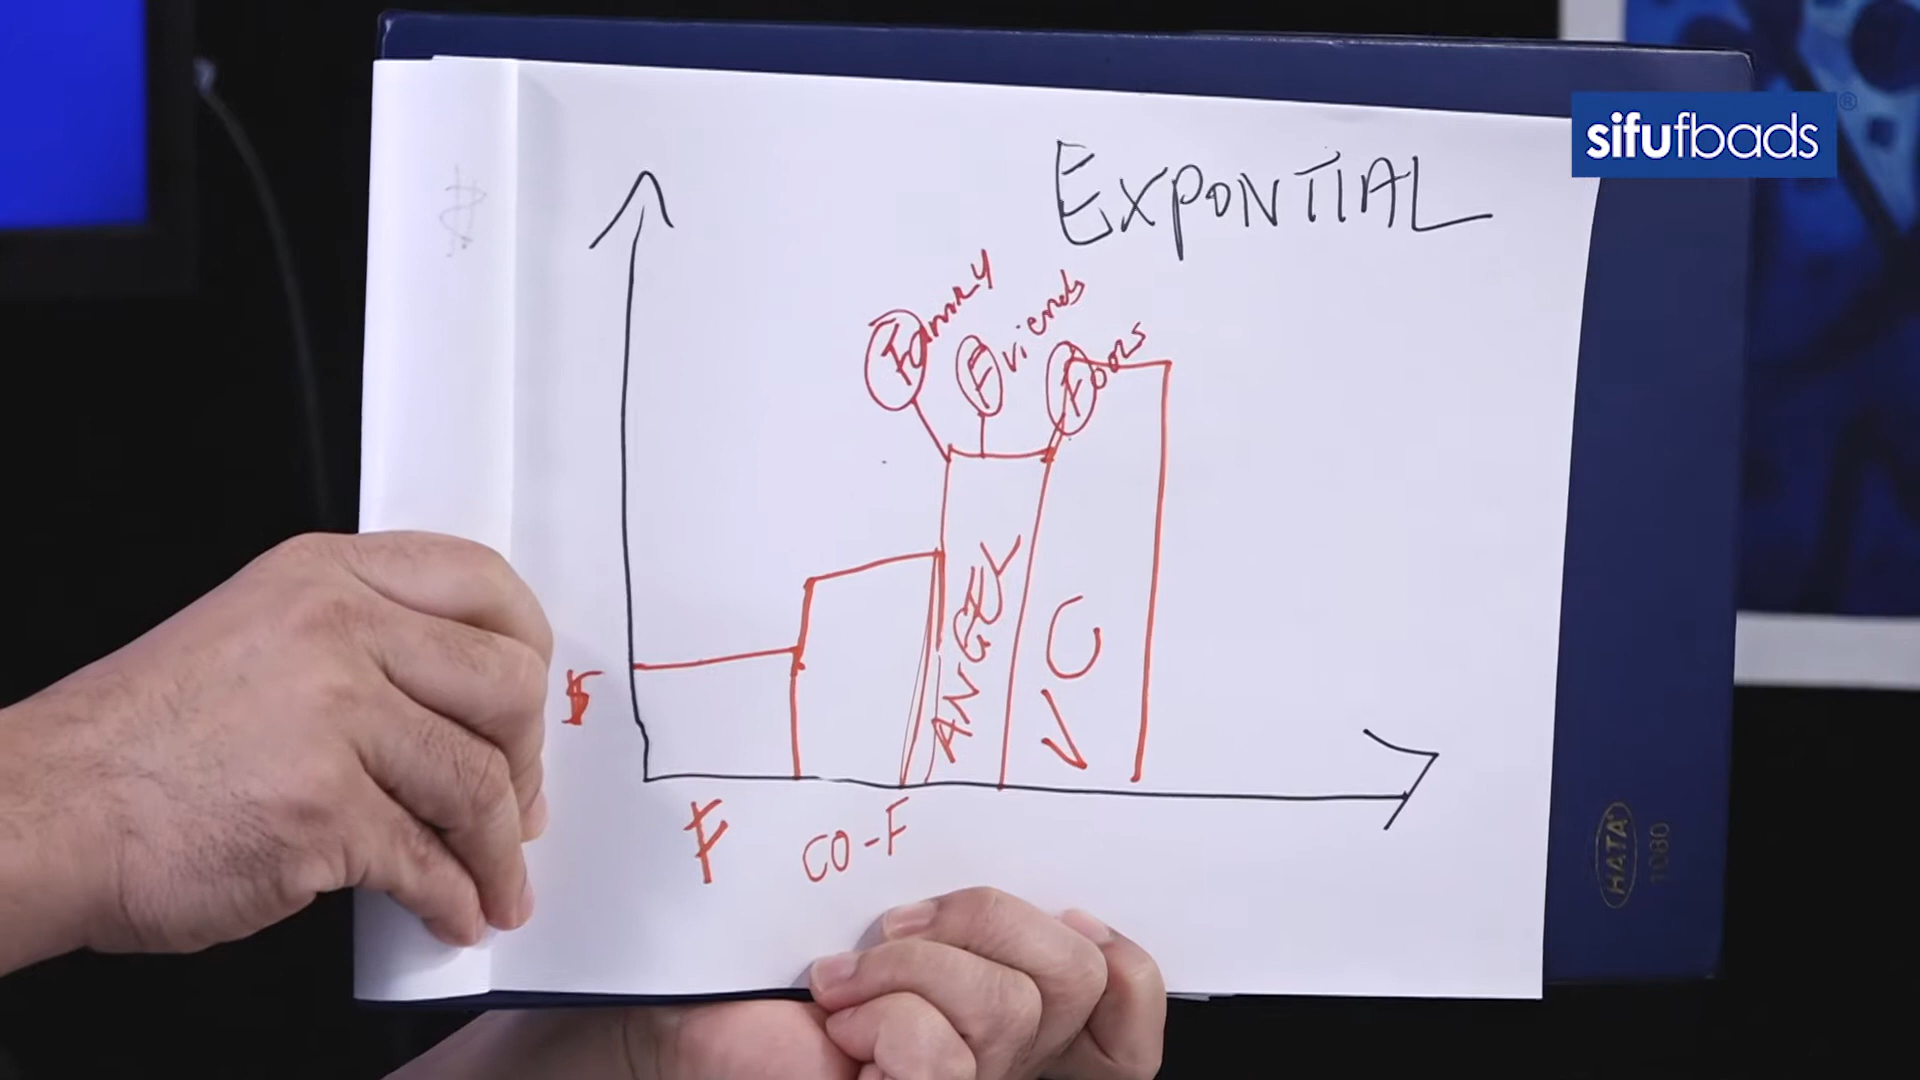 sifufbads
®
EXPONTIAL
Family
Friends
Fools
ANGEL
VC
$
F
CO-F
HATA
1080